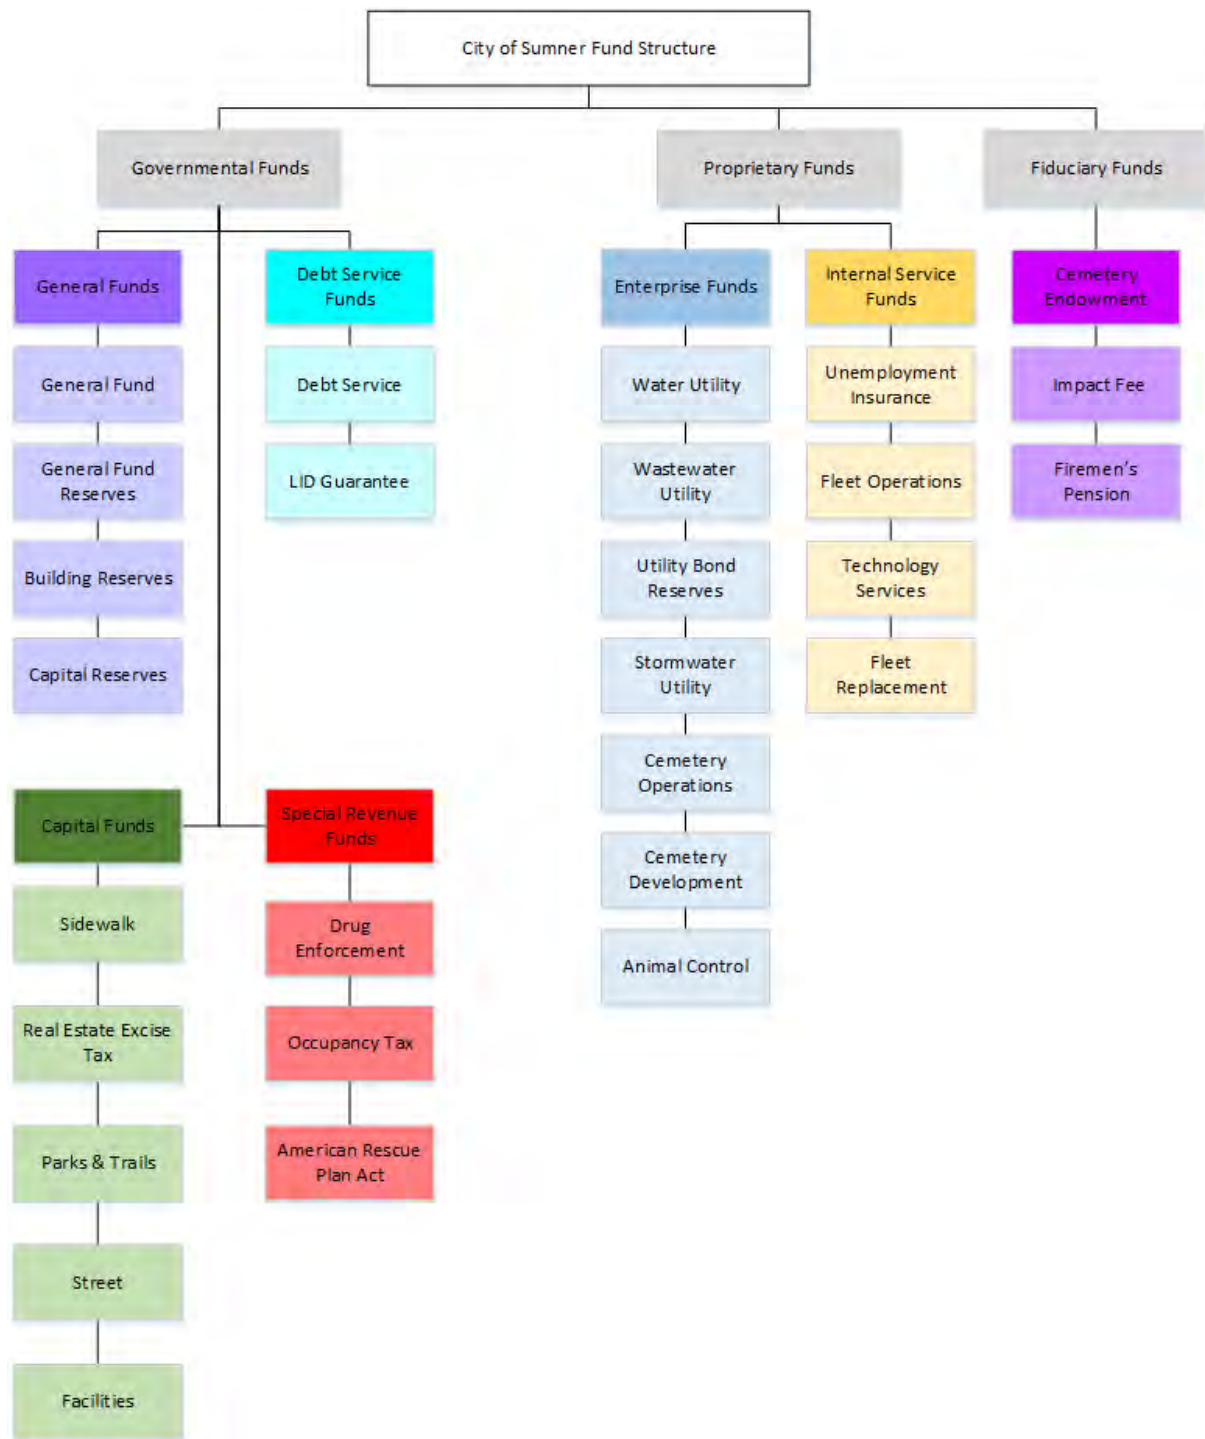 City of Sumner Fund Structure
Governmental Funds
Proprietary Funds
Fiduciary Funds
General Funds
Debt Service
Funds
Enterprise Funds
Internal Service
Funds
Cemetery
Endowment
General Fund
Debt Service
Water Utility
Unemployment
Insurance
Impact Fee
General Fund
Reserves
LID Guarantee
Wastewater
Utility
Fleet Operations
Firemen’s
Pension
Building Reserves
Utility Bond
Reserves
Technology
Services
Capital Reserves
Stormwater
Utility
Fleet
Replacement
Cemetery
Operations
Capital Funds
Special Revenue
Funds
Cemetery
Development
Sidewalk
Drug
Enforcement
Animal Control
Real Estate Excise
Tax
Occupancy Tax
Parks & Trails
American Rescue
Plan Act
Street
Facilities